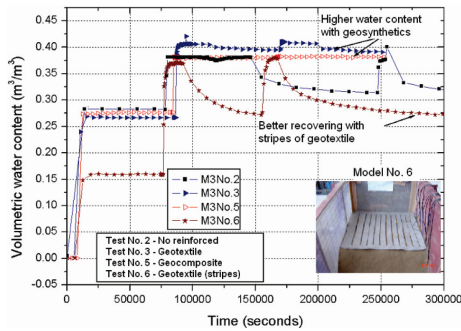 Higher water content
with geosynthetics
Better recovering with
stripes of geotextile
Model No. 6
M3No.2
M3No.3
M3No.5
M3No.6
Test No. 2 - No reinforced
Test No. 3 - Geotextile
Test No. 5 - Geocomposite
Test No. 6 - Geotextile (stripes)
Volumetric water content (m³/m³)
0.45
0.40
0.35
0.30
0.25
0.20
0.15
0.10
0.05
0.00
-0.05
0 50000 100000 150000 200000 250000 300000
Time (seconds)